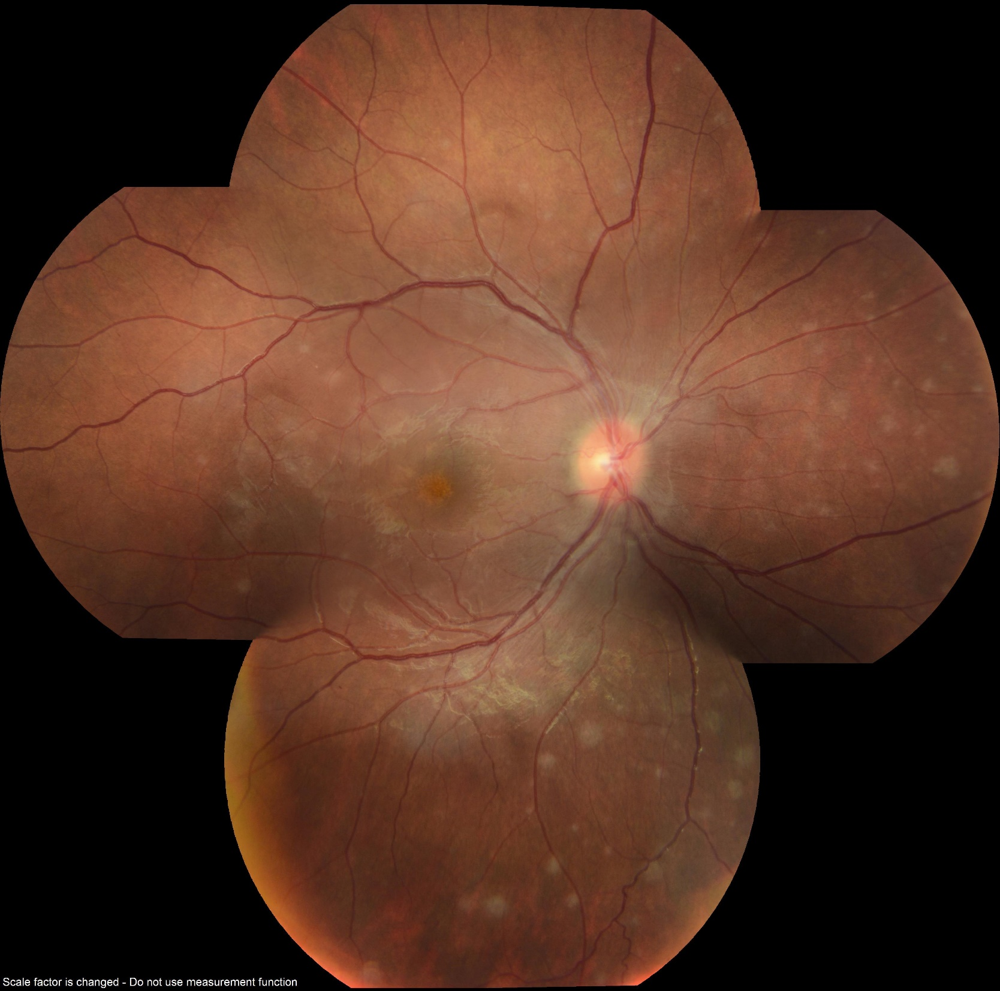 Scale factor is changed - Do not use measurement function